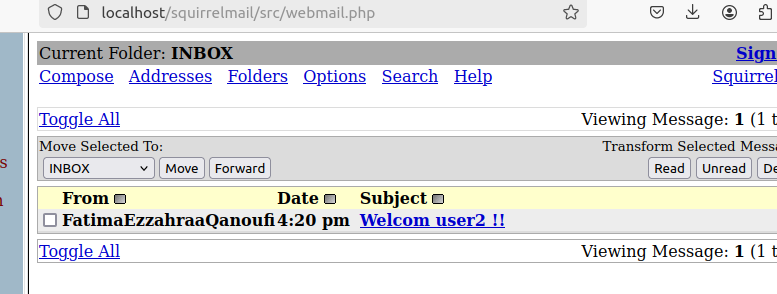 localhost/squirrelmail/src/webmail.php
Current Folder: INBOX Sign
Compose Addresses Folders Options Search Help Squirrel
Toggle All Viewing Message: 1 (1 t
Move Selected To: Transform Selected Messa
INBOX Move Forward Read Unread De
s
From Date Subject
FatimaEzzahraaQanoufi 4:20 pm Welcom user2 !!
Toggle All Viewing Message: 1 (1 t